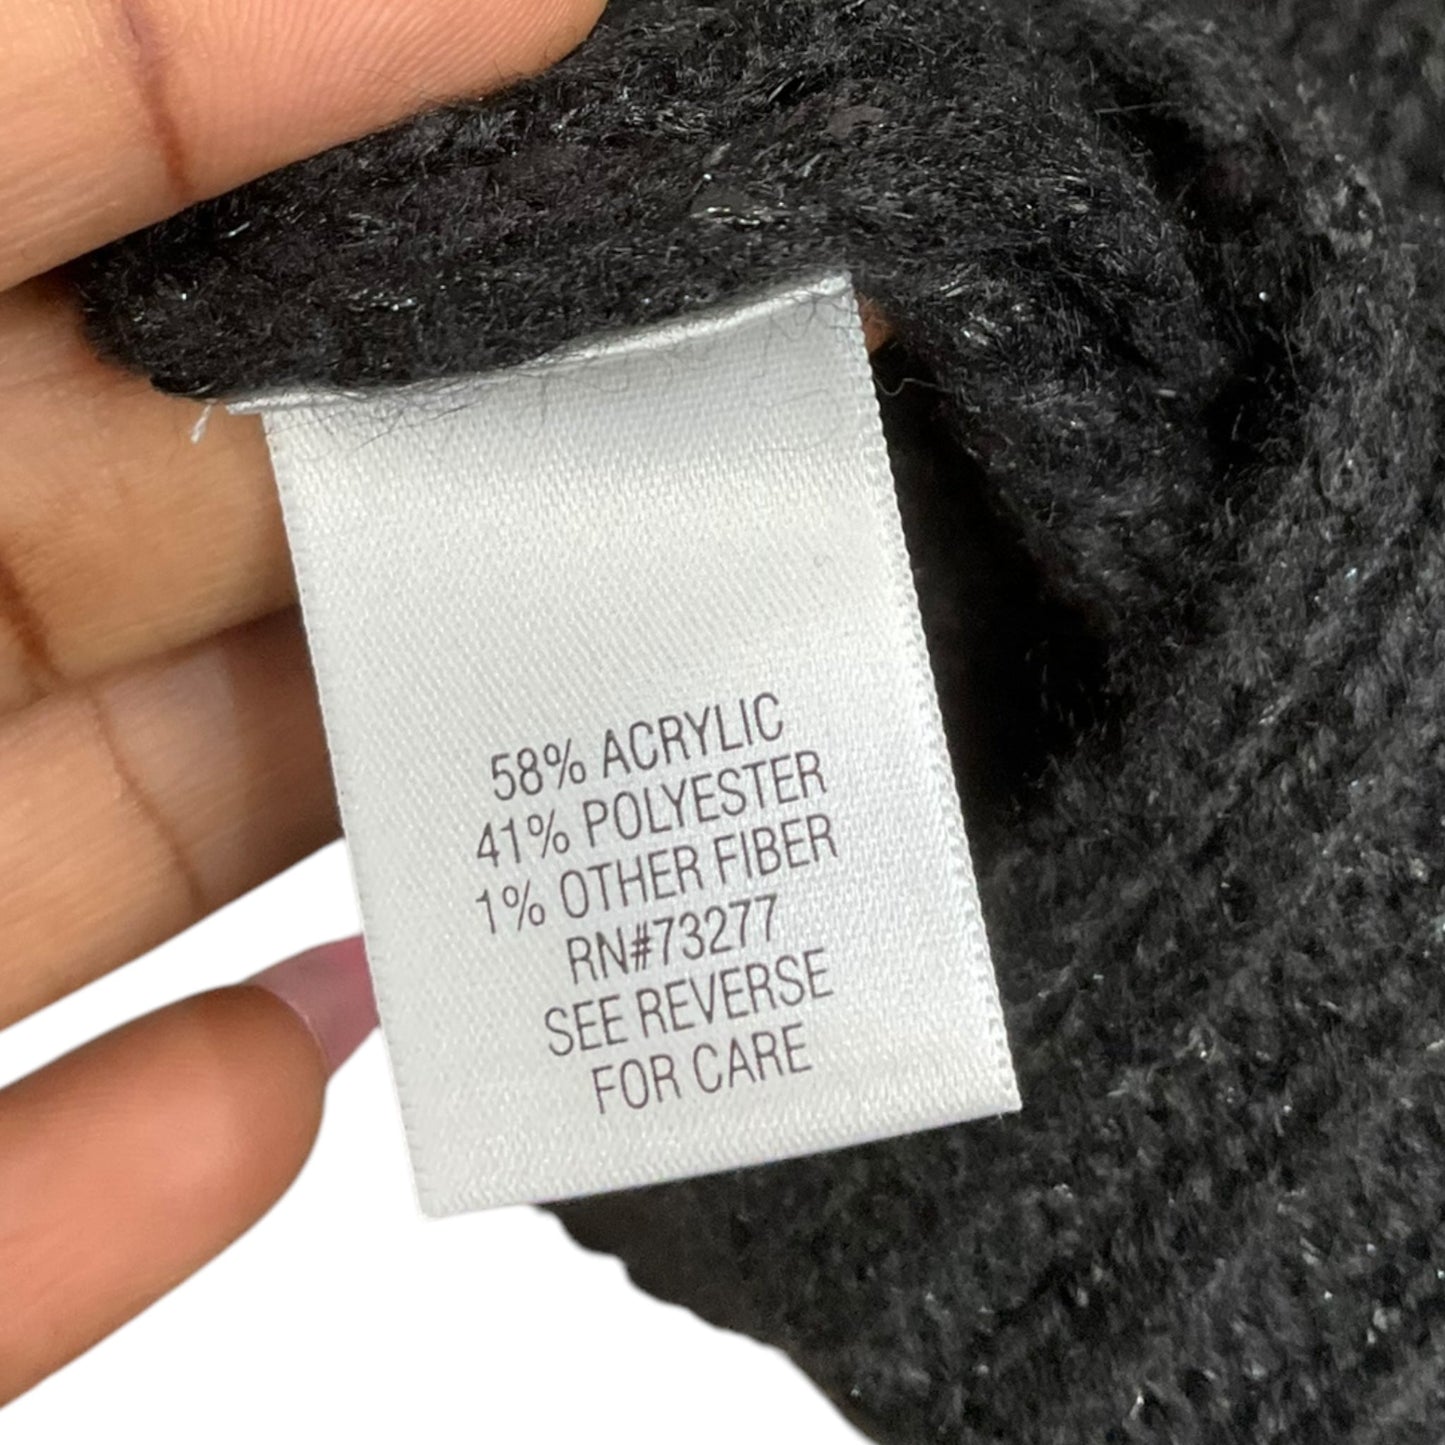 58% ACRYLIC
41% POLYESTER
1% OTHER FIBER
RN#73277
SEE REVERSE
FOR CARE